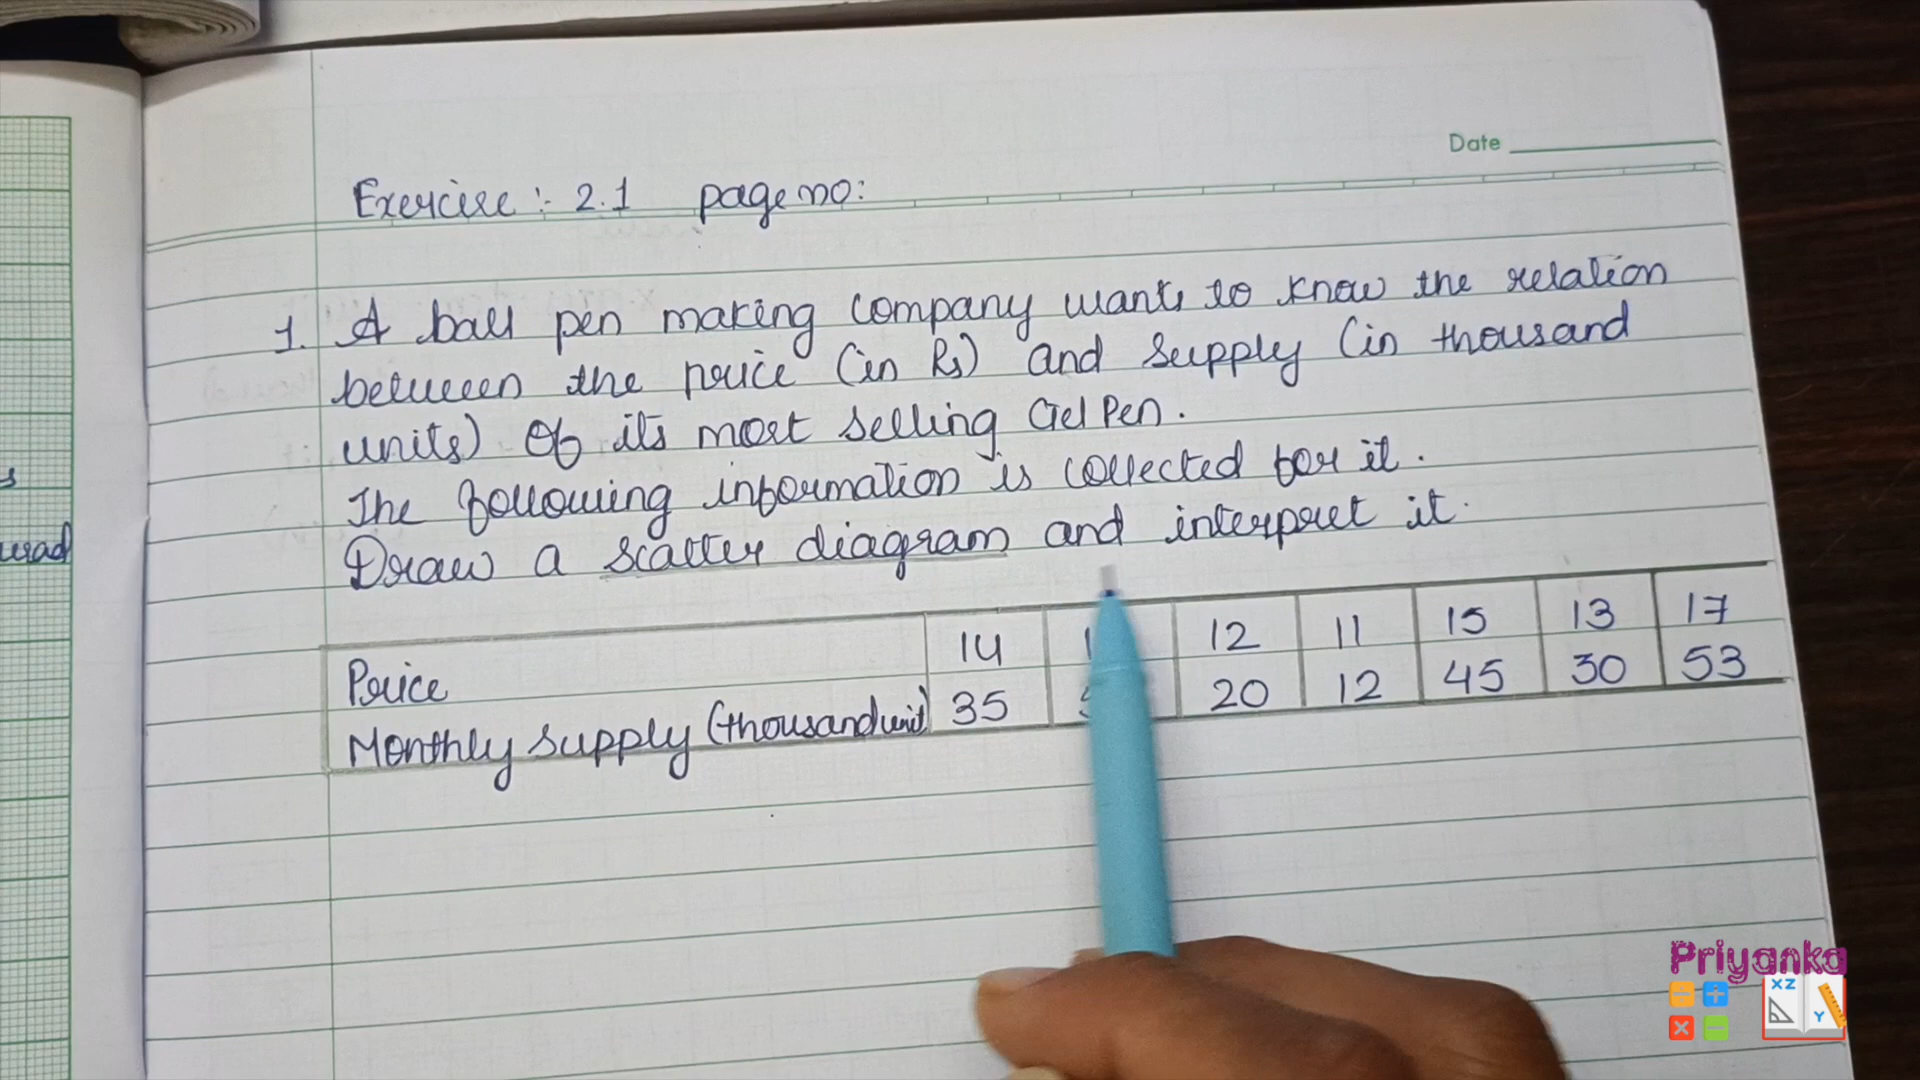 Date
Exercise :- 2.1 page no:
1. A ball pen making company wants to know the relation
between the price (in Rs) and supply (in thousand
units) of its most selling Gel Pen.
The following information is collected for it.
Draw a scatter diagram and interpret it.
Price 14 12 11 15 13 17
Monthly supply (thousand unit) 35 20 12 45 30 53
Priyanka
XZ
Y